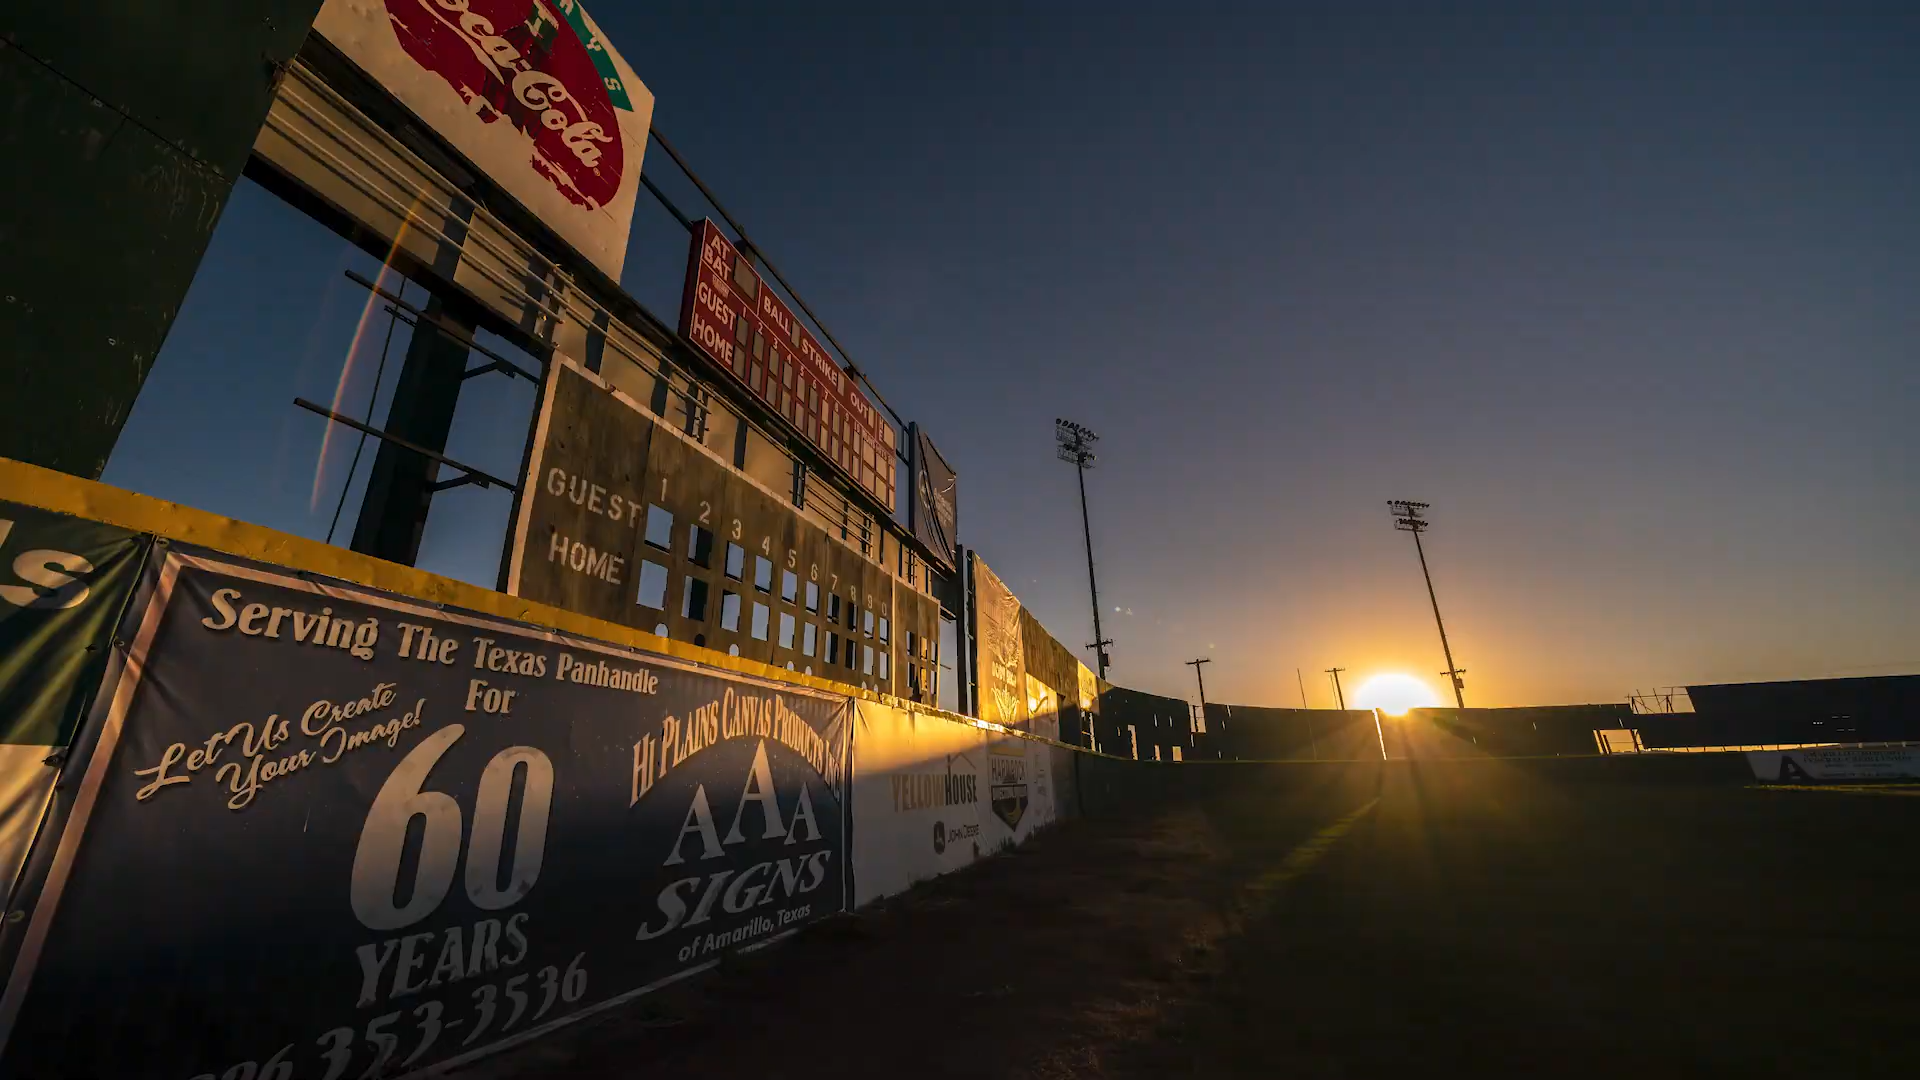 Coca-Cola
AT
BAT
BALL
STRIKE
OUT
GUEST
HOME
1 2 3 4 5 6 7 8 9
GUEST
HOME
1 2 3 4 5 6 7 8 9 0
Serving The Texas Panhandle
For
Let Us Create
Your Image!
60
YEARS
353-3536
HI PLAINS CANVAS PRODUCTS INC.
AAA
SIGNS
of Amarillo, Texas
YELLOWHOUSE
JOHN DEERE